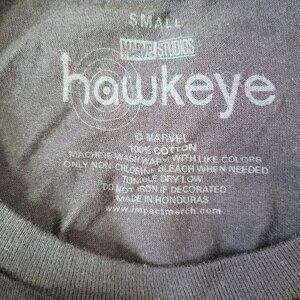 SMALL
MARVEL STUDIOS
hawkeye
© MARVEL
100% COTTON
MACHINE WASH WARM WITH LIKE COLORS
ONLY NON-CHLORINE BLEACH WHEN NEEDED
TUMBLE DRY LOW
DO NOT IRON IF DECORATED
MADE IN HONDURAS
www.impactmerch.com